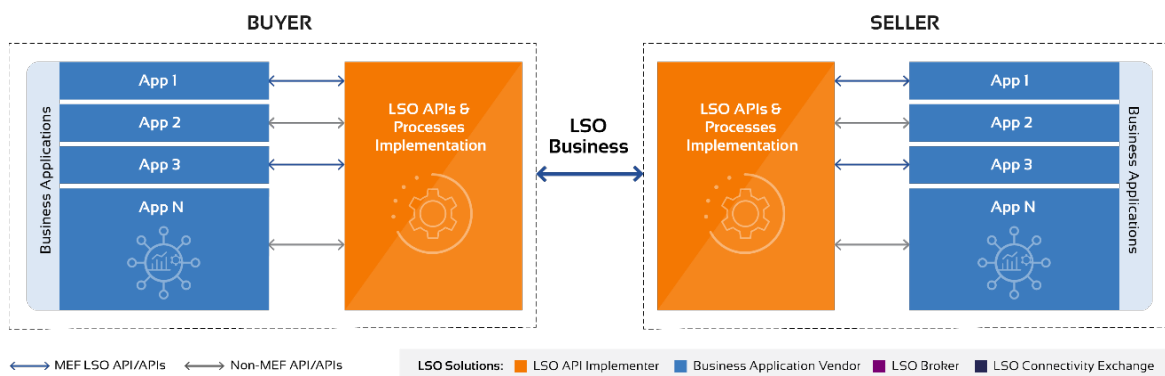 BUYER
SELLER
Business Applications
App 1
App 2
App 3
App N
LSO APIs &
Processes
Implementation
LSO
Business
LSO APIs &
Processes
Implementation
App 1
App 2
App 3
App N
Business Applications
MEF LSO API/APIs
Non-MEF API/APIs
LSO Solutions:
LSO API Implementer
Business Application Vendor
LSO Broker
LSO Connectivity Exchange